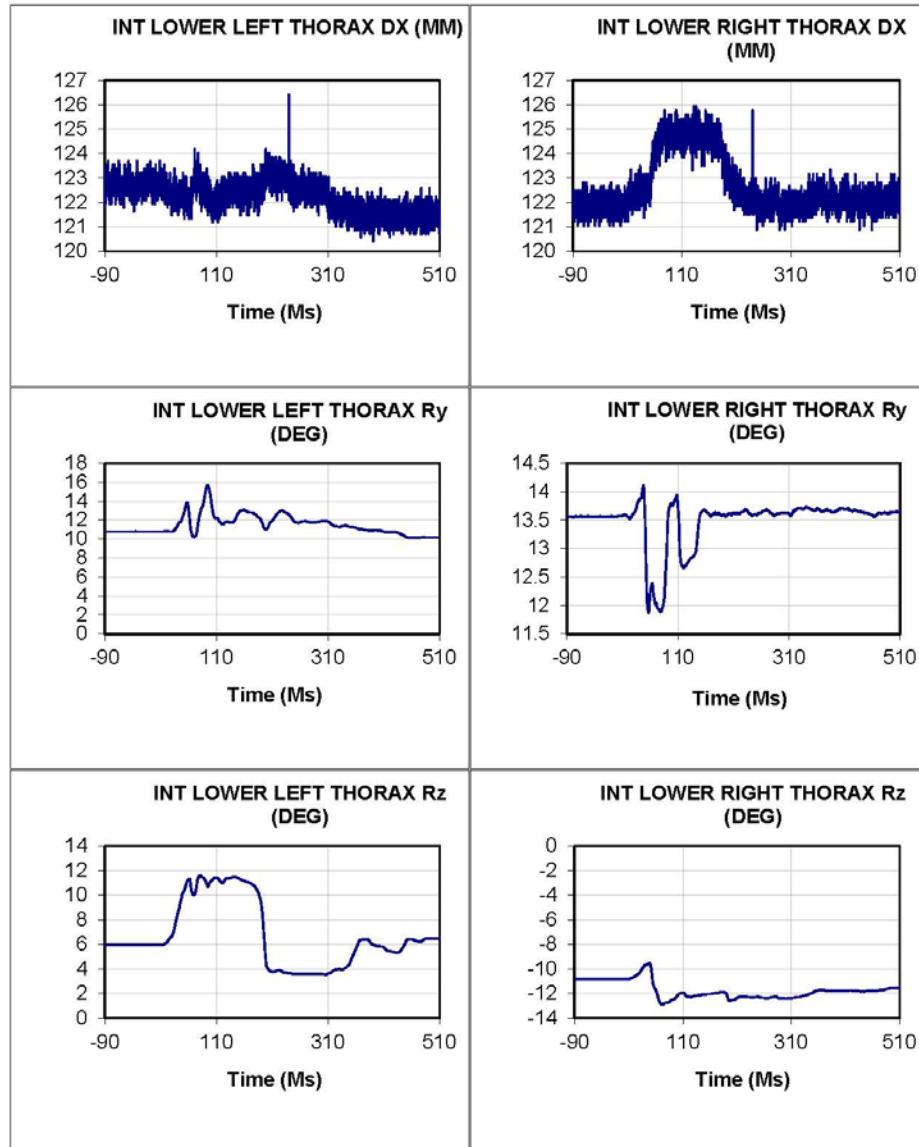 INT LOWER LEFT THORAX DX (MM)
127
126
125
124
123
122
121
120
-90 110 310 510
Time (Ms)
INT LOWER RIGHT THORAX DX
(MM)
127
126
125
124
123
122
121
120
-90 110 310 510
Time (Ms)
INT LOWER LEFT THORAX Ry
(DEG)
18
16
14
12
10
8
6
4
2
0
-90 110 310 510
Time (Ms)
INT LOWER RIGHT THORAX Ry
(DEG)
14.5
14
13.5
13
12.5
12
11.5
-90 110 310 510
Time (Ms)
INT LOWER LEFT THORAX Rz
(DEG)
14
12
10
8
6
4
2
0
-90 110 310 510
Time (Ms)
INT LOWER RIGHT THORAX Rz
(DEG)
0
-2
-4
-6
-8
-10
-12
-14
-90 110 310 510
Time (Ms)